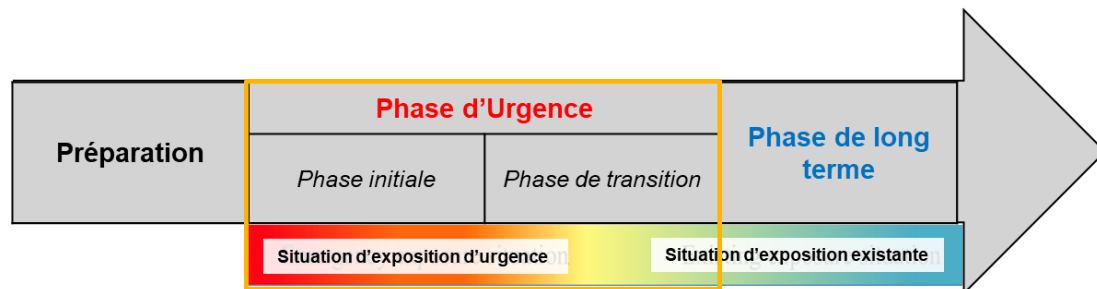 Préparation
Phase d’Urgence
Phase initiale
Phase de transition
Phase de long
terme
Situation d’exposition d’urgence
Situation d’exposition existante